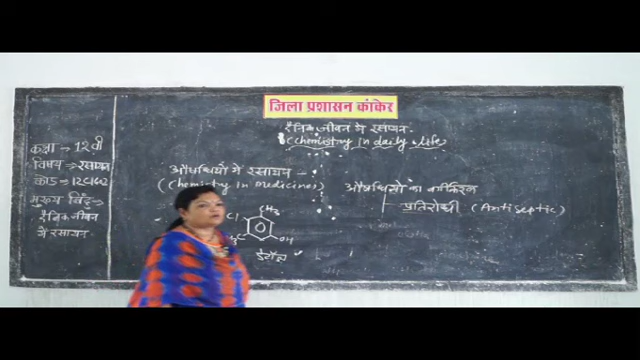 जिला प्रशासन कांकेर
दैनिक जीवन में रसायन
(Chemistry in daily life)
कक्षा → 12वीं
विषय → रसायन
कोड →
मुख्य बिंदु →
दैनिक जीवन
में रसायन
औषधियों में रसायन -
(Chemistry in Medicines)
CH3
Cl
OH
डेटॉल
औषधियों का वर्गीकरण
प्रतिरोधी (Antiseptic)